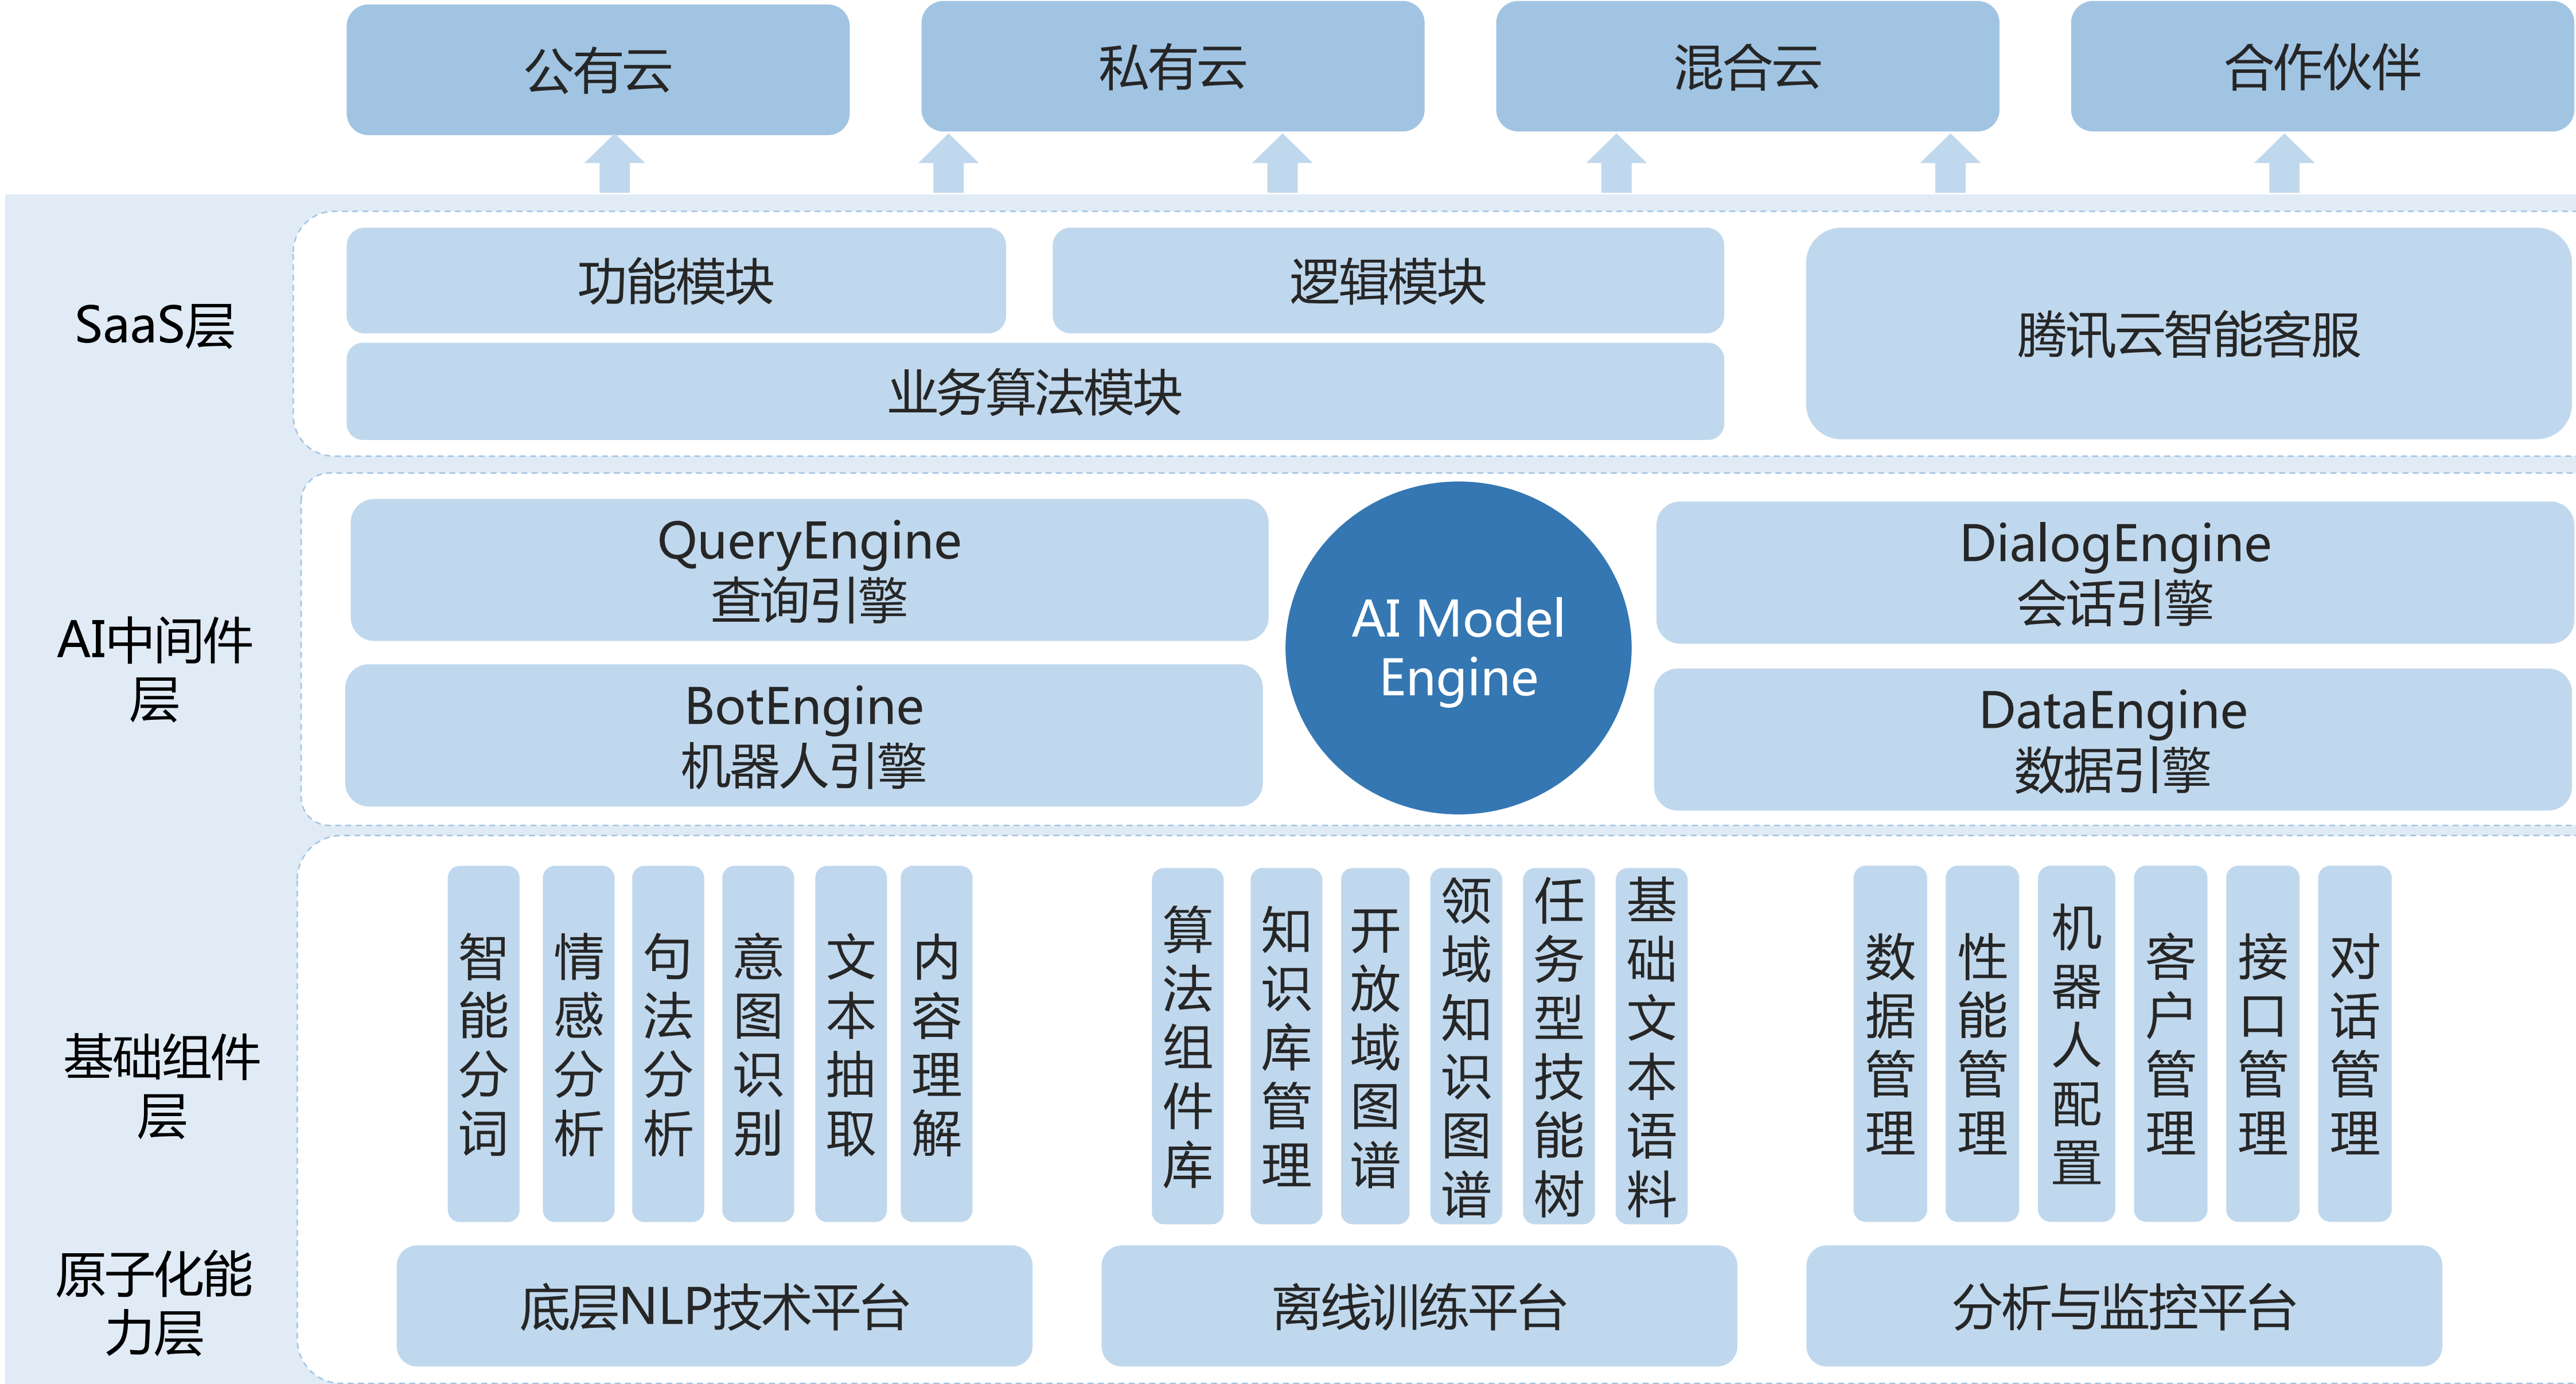 公有云
私有云
混合云
合作伙伴
SaaS层
功能模块
逻辑模块
业务算法模块
腾讯云智能客服
AI中间件
层
QueryEngine
查询引擎
BotEngine
机器人引擎
AI Model
Engine
DialogEngine
会话引擎
DataEngine
数据引擎
基础组件
层
智能分词
情感分析
句法分析
意图识别
文本抽取
内容理解
算法组件库
知识库管理
开放域图谱
领域知识图谱
任务型技能树
基础文本语料
数据管理
性能管理
机器人配置
客户管理
接口管理
对话管理
原子化能
力层
底层NLP技术平台
离线训练平台
分析与监控平台